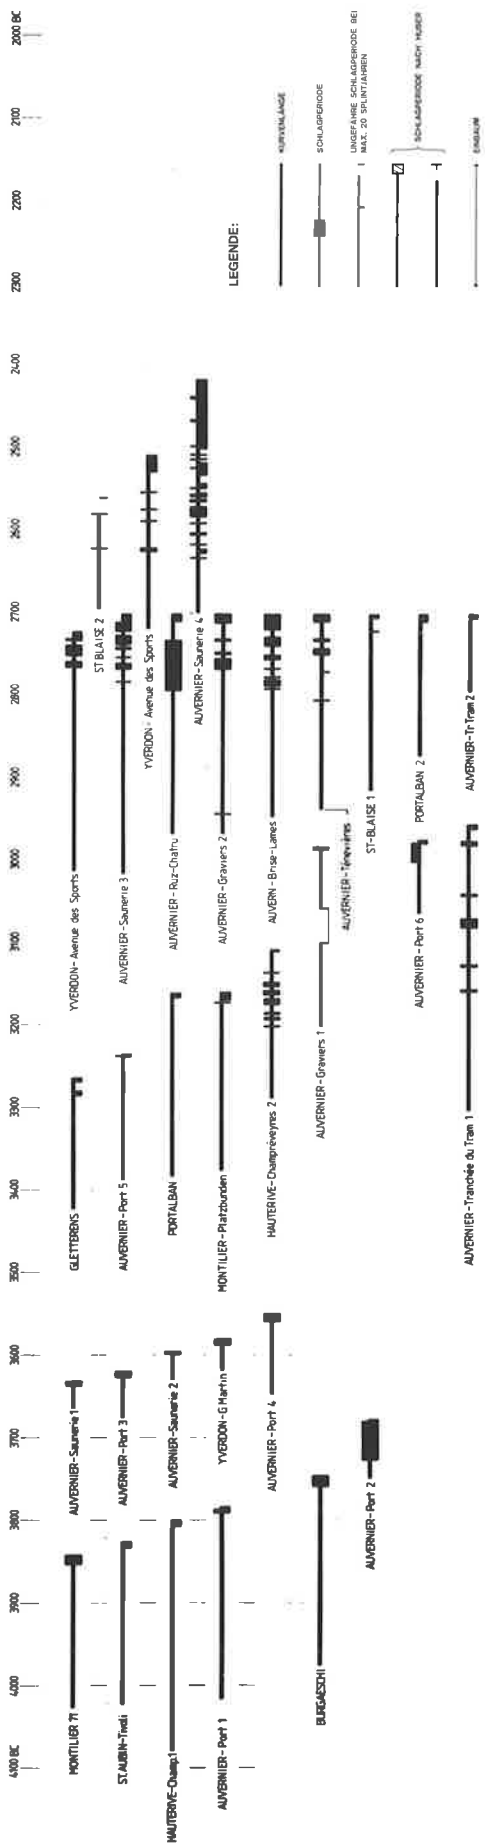 4100 BC
4000
3900
3800
3700
3600
3500
3400
3300
3200
3100
3000
2900
2800
2700
2600
2500
2400
2300
2200
2100
2000 BC
MONTILIER 71
AUVERNIER-Saunerie 1
GLETTERENS
YVERDON-Avenue des Sports
ST BLAISE 2
ST.AUBIN-Tivoli
AUVERNIER-Port 3
AUVERNIER-Port 5
AUVERNIER-Saunerie 3
YVERDON-Avenue des Sports
HAUTERIVE-Champ.1
AUVERNIER-Saunerie 2
PORTALBAN
AUVERNIER-Ruz-Chatru
AUVERNIER-Saunerie 4
AUVERNIER-Port 1
YVERDON-G Martin
MONTILIER-Platzbünden
AUVERNIER-Graviers 2
AUVERNIER-Port 4
HAUTERIVE-Champréveyres 2
AUVERN-Brise-Lames
BURGAESCHI
AUVERNIER-Graviers 1
AUVERNIER-Ténevières
AUVERNIER-Port 2
ST-BLAISE 1
AUVERNIER-Port 6
PORTALBAN 2
AUVERNIER-Tranchée du Tram 1
AUVERNIER-Tr Tram 2
LEGENDE:
KURVENLÄNGE
SCHLAGPERIODE
UNGEFÄHRE SCHLAGPERIODE BEI
MAX. 20 SPLINTJAHREN
SCHLAGPERIODE NACH HUBER
EINBAUM